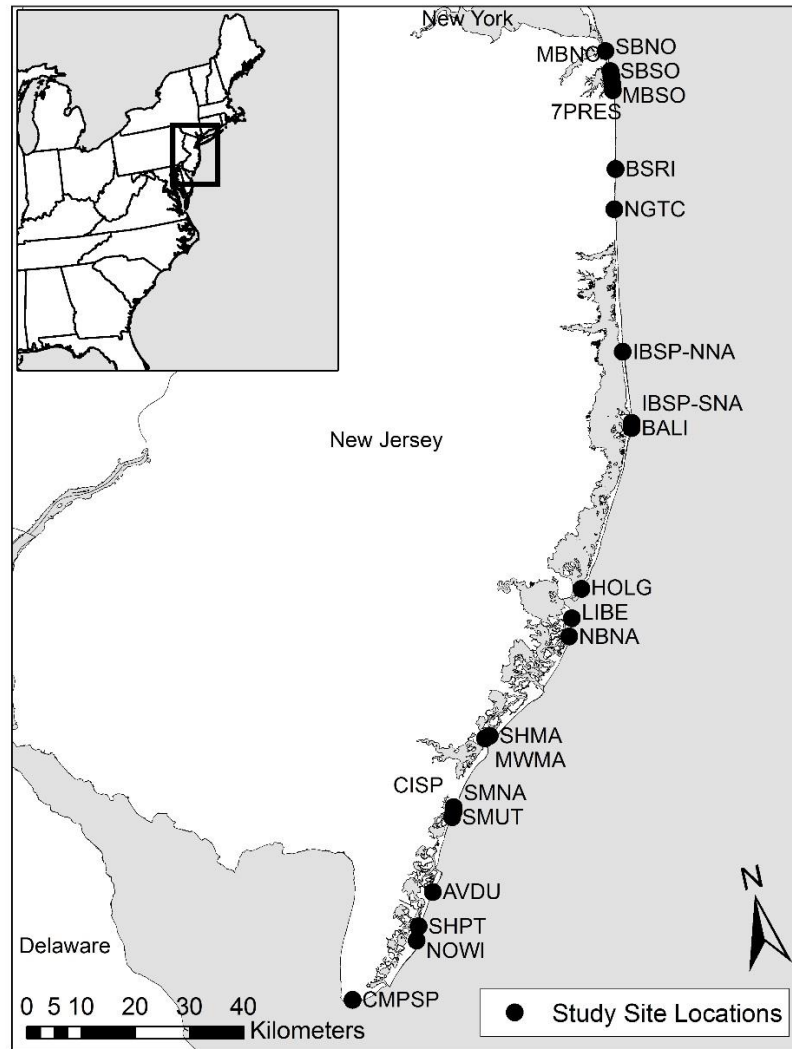 New York
MBNO SBNO
SBSO
MBSO
7PRES
BSRI
NGTC
IBSP-NNA
IBSP-SNA
BALI
New Jersey
HOLG
LIBE
NBNA
SHMA
MWMA
CISP
SMNA
SMUT
AVDU
SHPT
NOWI
CMPSP
Delaware
N
0 5 10 20 30 40
Kilometers
Study Site Locations